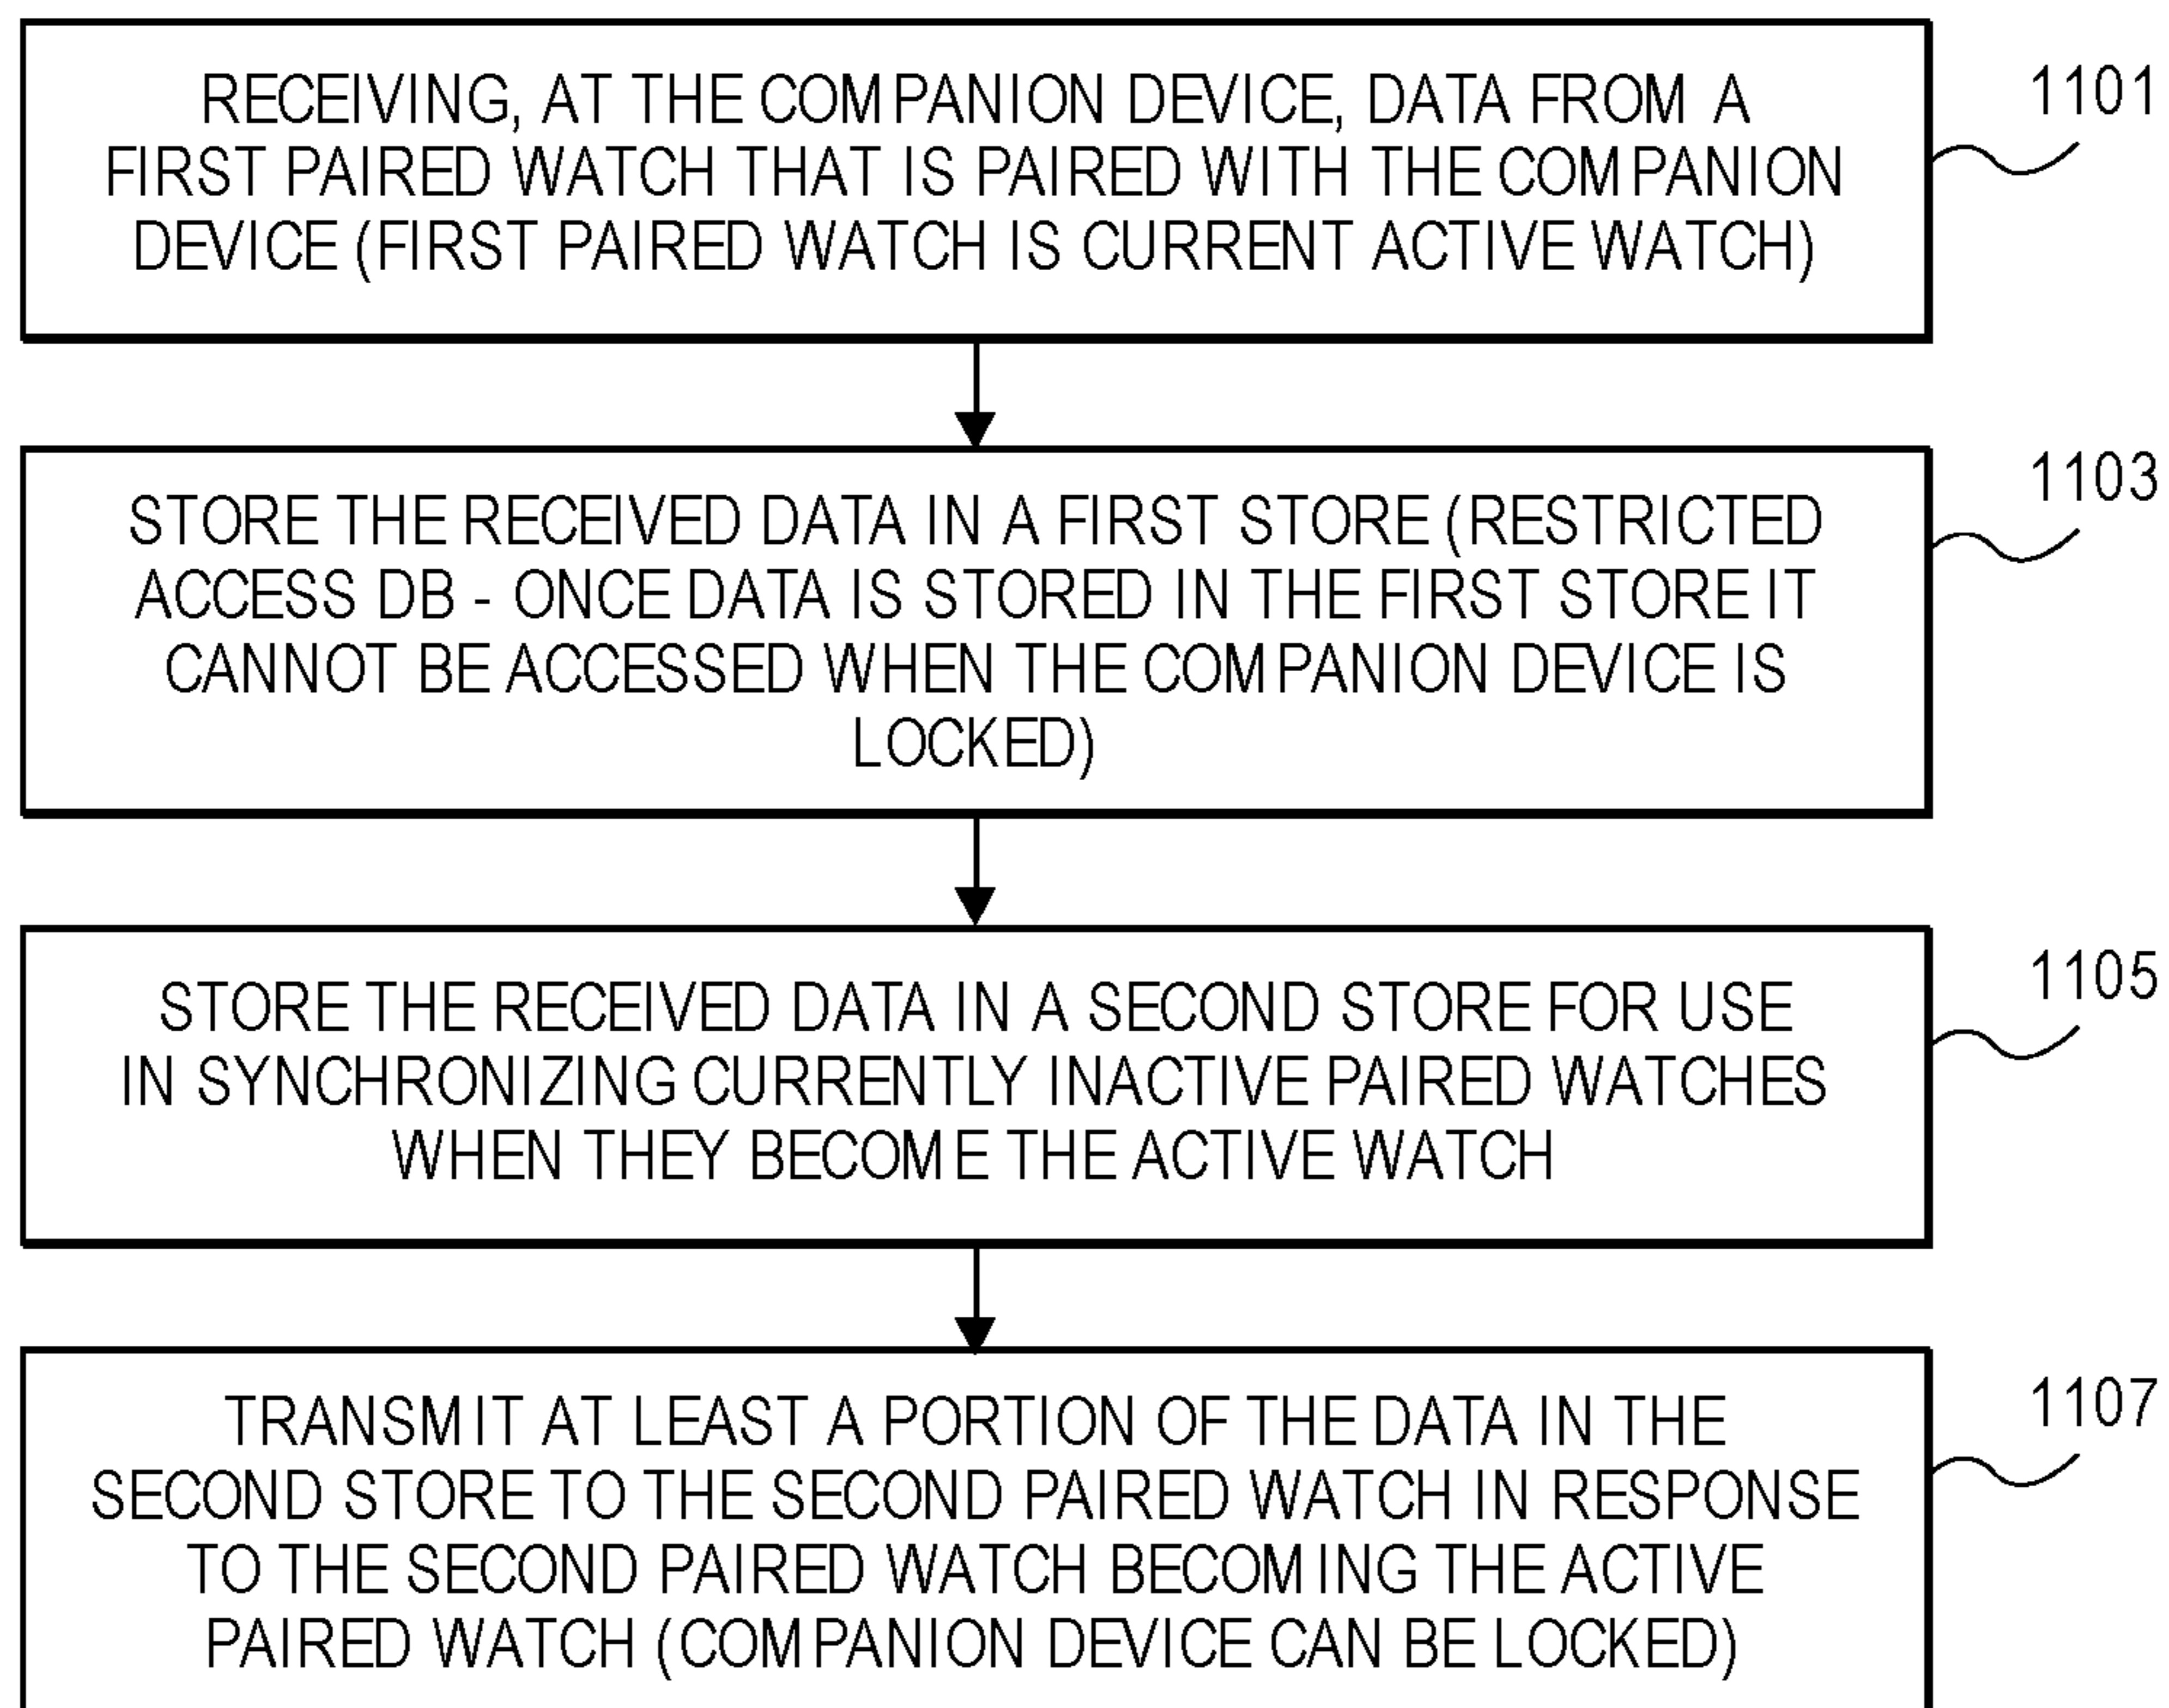 RECEIVING, AT THE COMPANION DEVICE, DATA FROM A
FIRST PAIRED WATCH THAT IS PAIRED WITH THE COMPANION
DEVICE (FIRST PAIRED WATCH IS CURRENT ACTIVE WATCH)
1101
STORE THE RECEIVED DATA IN A FIRST STORE (RESTRICTED
ACCESS DB - ONCE DATA IS STORED IN THE FIRST STORE IT
CANNOT BE ACCESSED WHEN THE COMPANION DEVICE IS
LOCKED)
1103
STORE THE RECEIVED DATA IN A SECOND STORE FOR USE
IN SYNCHRONIZING CURRENTLY INACTIVE PAIRED WATCHES
WHEN THEY BECOME THE ACTIVE WATCH
1105
TRANSMIT AT LEAST A PORTION OF THE DATA IN THE
SECOND STORE TO THE SECOND PAIRED WATCH IN RESPONSE
TO THE SECOND PAIRED WATCH BECOMING THE ACTIVE
PAIRED WATCH (COMPANION DEVICE CAN BE LOCKED)
1107